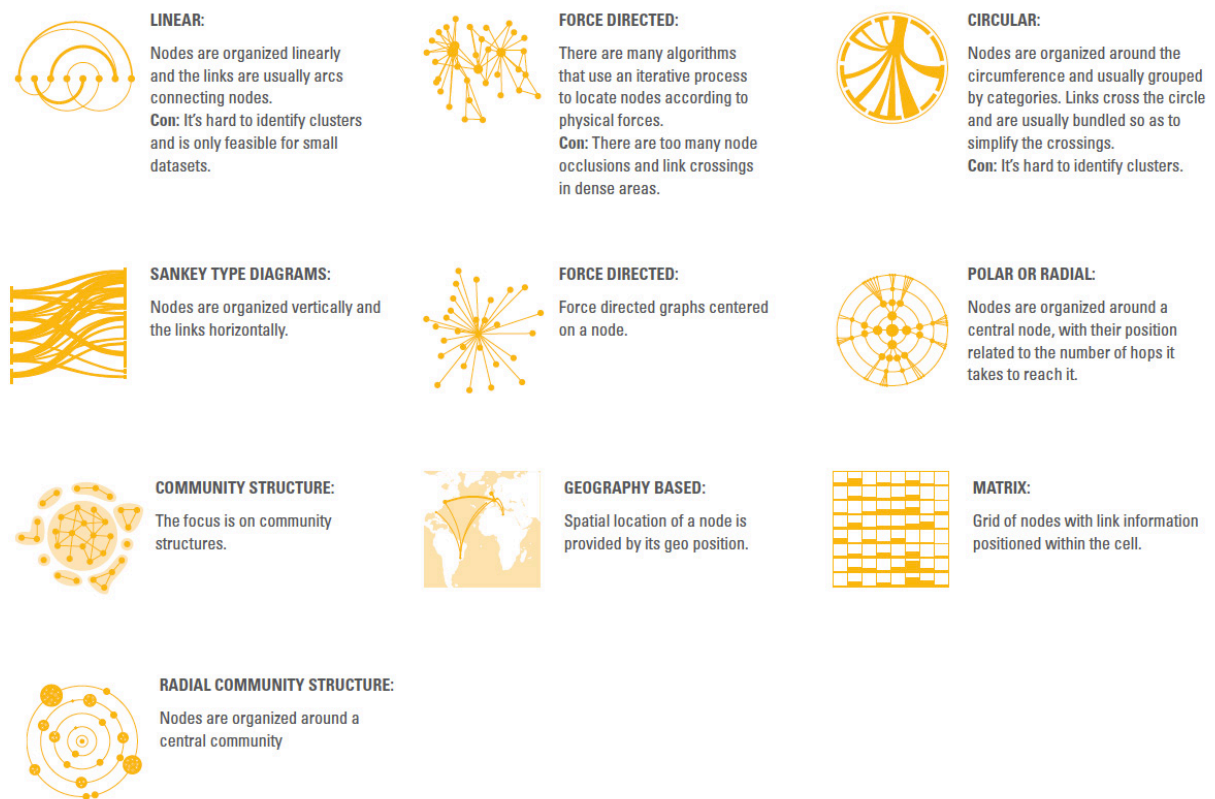 LINEAR:
Nodes are organized linearly
and the links are usually arcs
connecting nodes.
Con: It's hard to identify clusters
and is only feasible for small
datasets.
FORCE DIRECTED:
There are many algorithms
that use an iterative process
to locate nodes according to
physical forces.
Con: There are too many node
occlusions and link crossings
in dense areas.
CIRCULAR:
Nodes are organized around the
circumference and usually grouped
by categories. Links cross the circle
and are usually bundled so as to
simplify the crossings.
Con: It's hard to identify clusters.
SANKEY TYPE DIAGRAMS:
Nodes are organized vertically and
the links horizontally.
FORCE DIRECTED:
Force directed graphs centered
on a node.
POLAR OR RADIAL:
Nodes are organized around a
central node, with their position
related to the number of hops it
takes to reach it.
COMMUNITY STRUCTURE:
The focus is on community
structures.
GEOGRAPHY BASED:
Spatial location of a node is
provided by its geo position.
MATRIX:
Grid of nodes with link information
positioned within the cell.
RADIAL COMMUNITY STRUCTURE:
Nodes are organized around a
central community